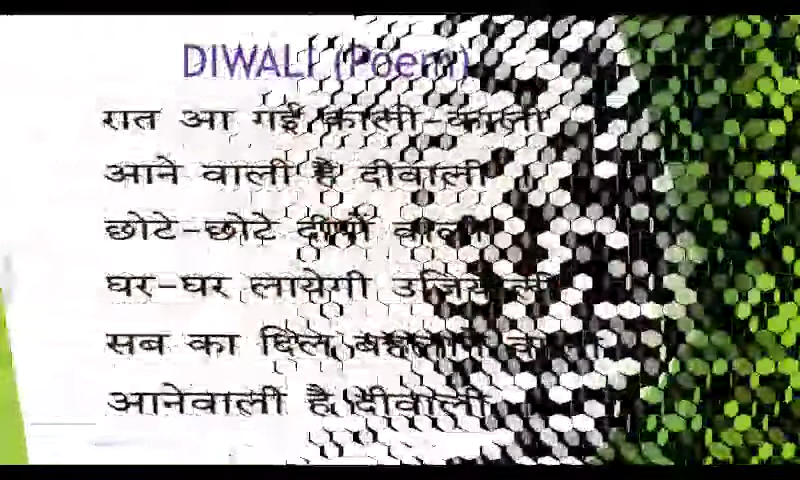 DIWALI (Poem)
रात आ गई काली-काली
आने वाली है दीवाली
छोटे-छोटे दीपों वाली
घर-घर लायेगी
सब का दिल
आनेवाली है दीवाली